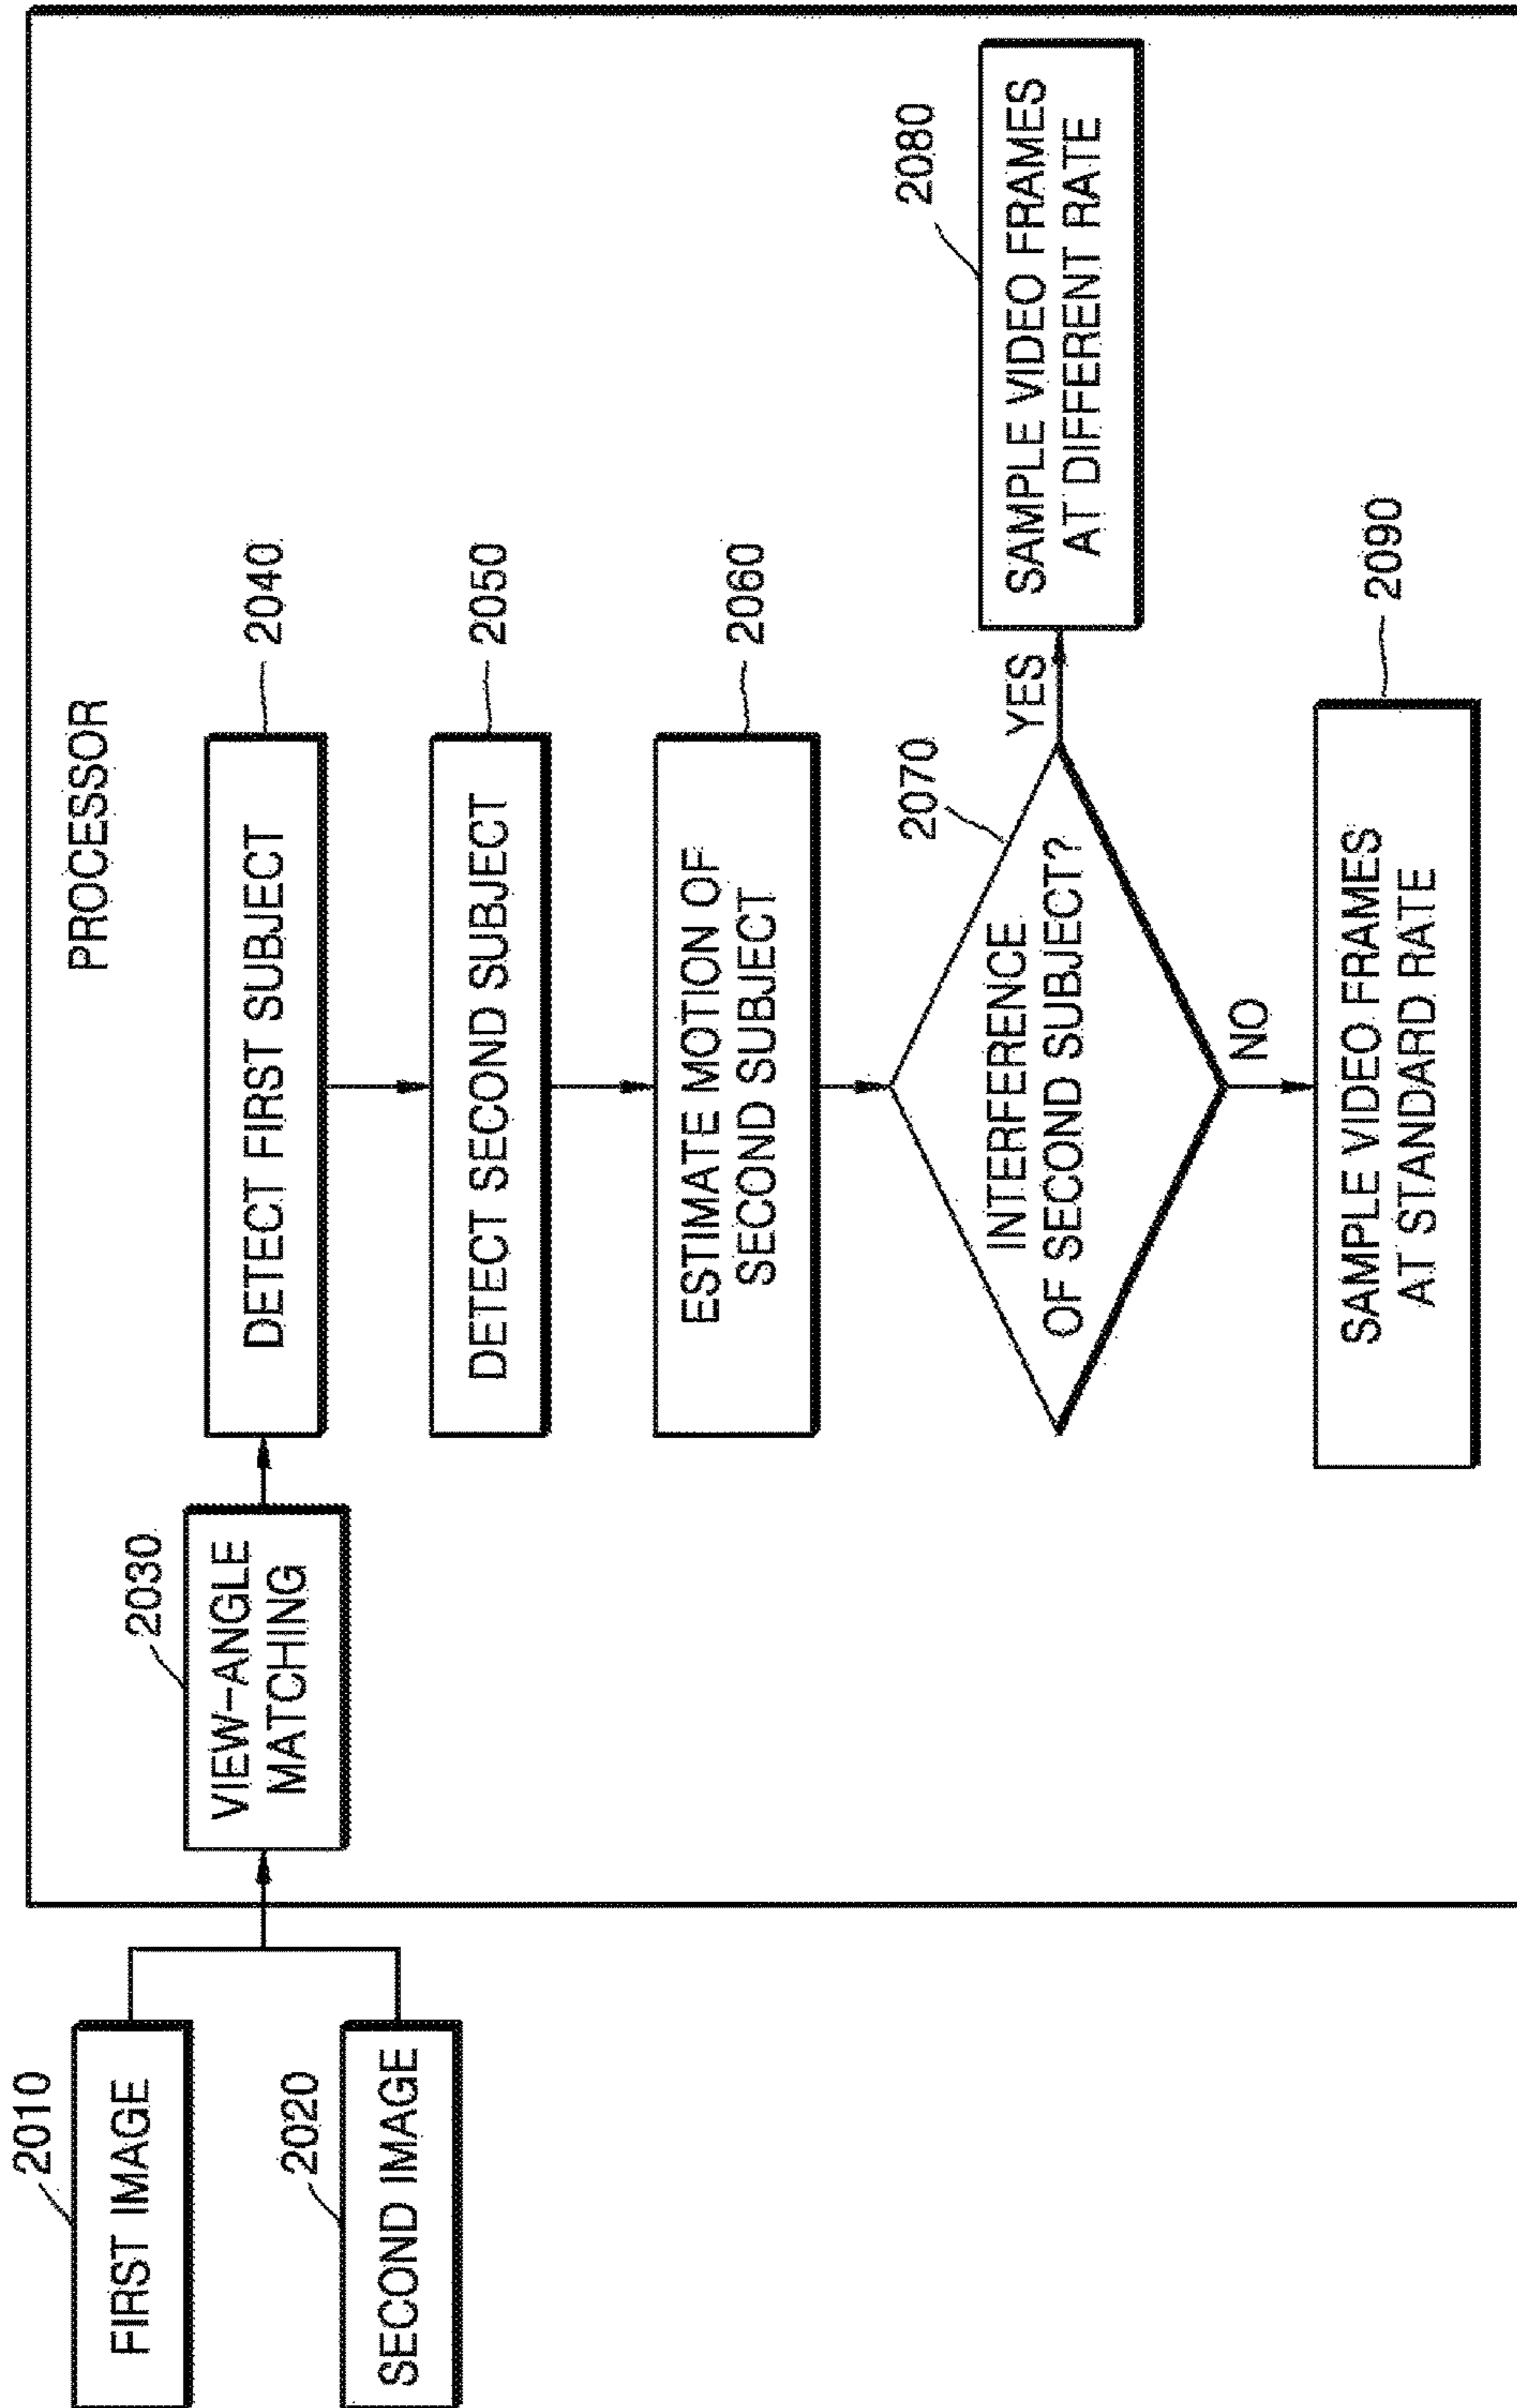 2010
FIRST IMAGE
2020
SECOND IMAGE
PROCESSOR
2030
VIEW-ANGLE
MATCHING
2040
DETECT FIRST SUBJECT
2050
DETECT SECOND SUBJECT
2060
ESTIMATE MOTION OF
SECOND SUBJECT
2070
INTERFERENCE
OF SECOND SUBJECT?
YES
2080
SAMPLE VIDEO FRAMES
AT DIFFERENT RATE
NO
2090
SAMPLE VIDEO FRAMES
AT STANDARD RATE